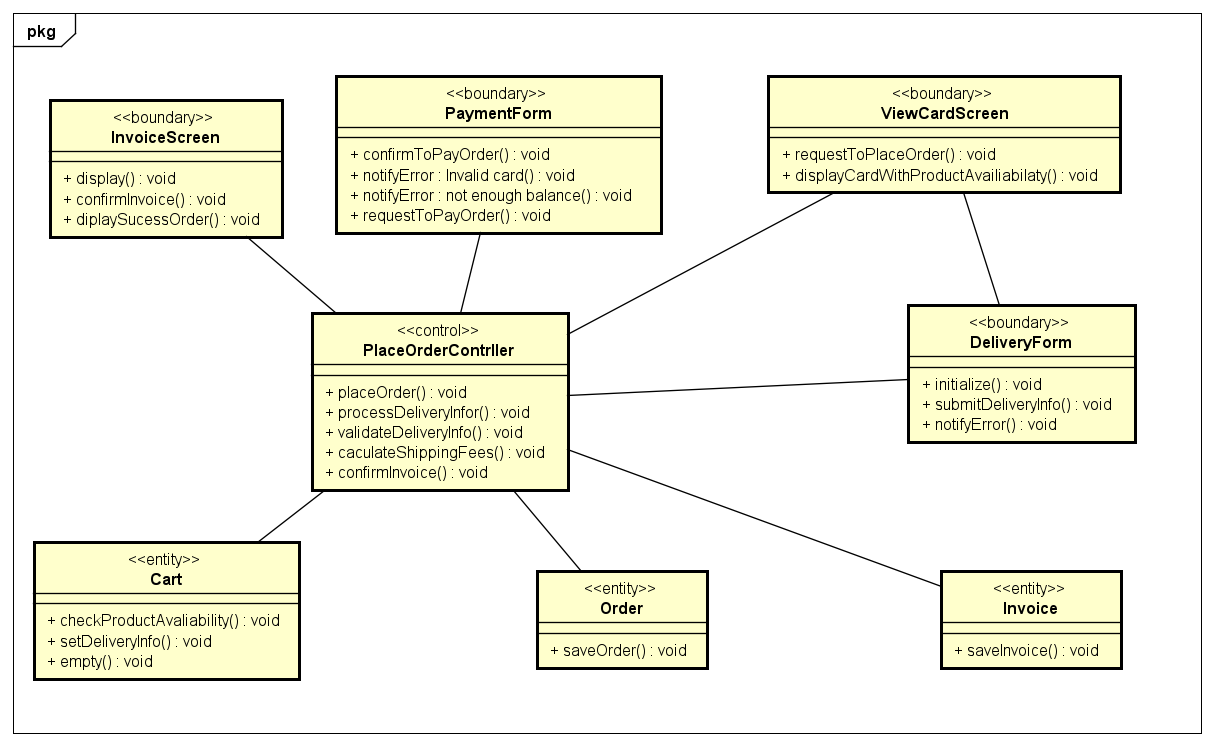 pkg
<<boundary>>
InvoiceScreen
+ display() : void
+ confirmInvoice() : void
+ diplaySucessOrder() : void
<<boundary>>
PaymentForm
+ confirmToPayOrder() : void
+ notifyError : Invalid card() : void
+ notifyError : not enough balance() : void
+ requestToPayOrder() : void
<<boundary>>
ViewCardScreen
+ requestToPlaceOrder() : void
+ displayCardWithProductAvailiabilaty() : void
<<control>>
PlaceOrderContrller
+ placeOrder() : void
+ processDeliveryInfor() : void
+ validateDeliveryInfo() : void
+ caculateShippingFees() : void
+ confirmInvoice() : void
<<boundary>>
DeliveryForm
+ initialize() : void
+ submitDeliveryInfo() : void
+ notifyError() : void
<<entity>>
Cart
+ checkProductAvaliability() : void
+ setDeliveryInfo() : void
+ empty() : void
<<entity>>
Order
+ saveOrder() : void
<<entity>>
Invoice
+ saveInvoice() : void